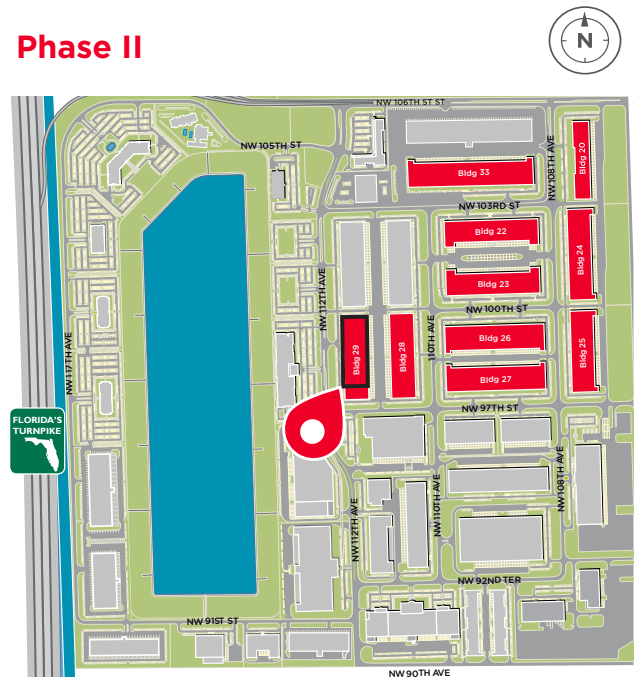 Phase II
N
NW 106TH ST ST
NW 105TH ST
NW 108TH AVE
Bldg 20
Bldg 33
NW 103RD ST
Bldg 22
Bldg 24
Bldg 23
NW 112TH AVE
NW 100TH ST
NW 117TH AVE
Bldg 29
Bldg 28
110TH AVE
Bldg 26
Bldg 25
Bldg 27
NW 97TH ST
FLORIDA'S
TURNPIKE
NW 112TH AVE
NW 110TH AVE
NW 108TH AVE
NW 92ND TER
NW 91ST ST
NW 90TH AVE